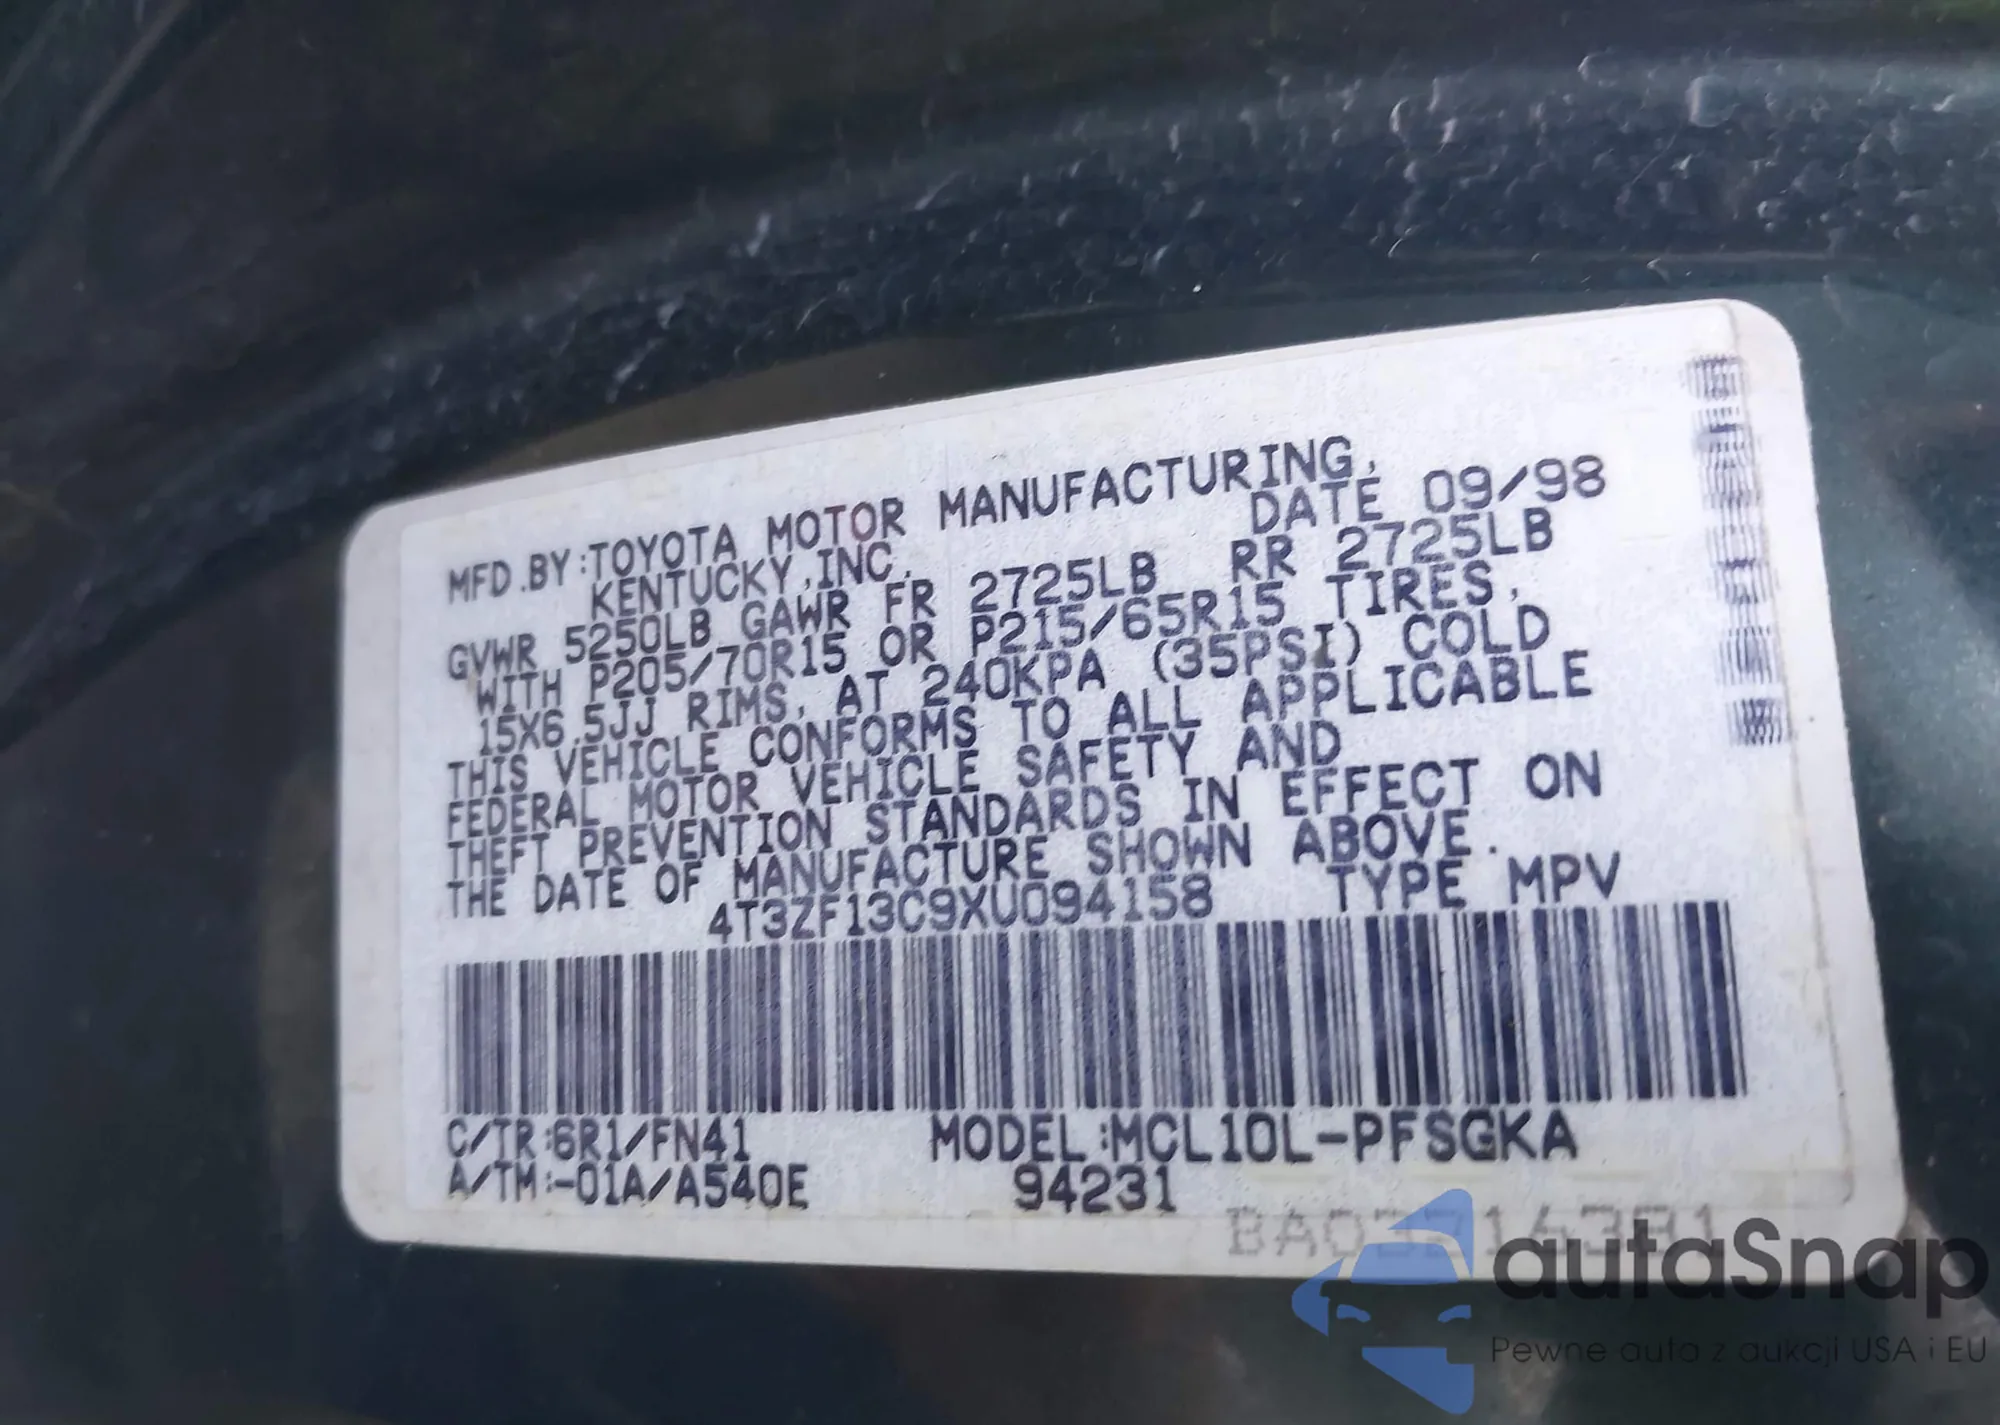 MFD.BY:TOYOTA MOTOR MANUFACTURING,
KENTUCKY,INC. DATE 09/98
GVWR 5250LB GAWR FR 2725LB RR 2725LB
WITH P205/70R15 OR P215/65R15 TIRES,
15X6.5JJ RIMS, AT 240KPA (35PSI) COLD
THIS VEHICLE CONFORMS TO ALL APPLICABLE
FEDERAL MOTOR VEHICLE SAFETY AND
THEFT PREVENTION STANDARDS IN EFFECT ON
THE DATE OF MANUFACTURE SHOWN ABOVE.
4T3ZF13C9XU094158 TYPE MPV
C/TR:6R1/FN41 MODEL:MCL10L-PFSGKA
A/TM:-01A/A540E 94231
autaSnap
Pewne auta z aukcji USA i EU